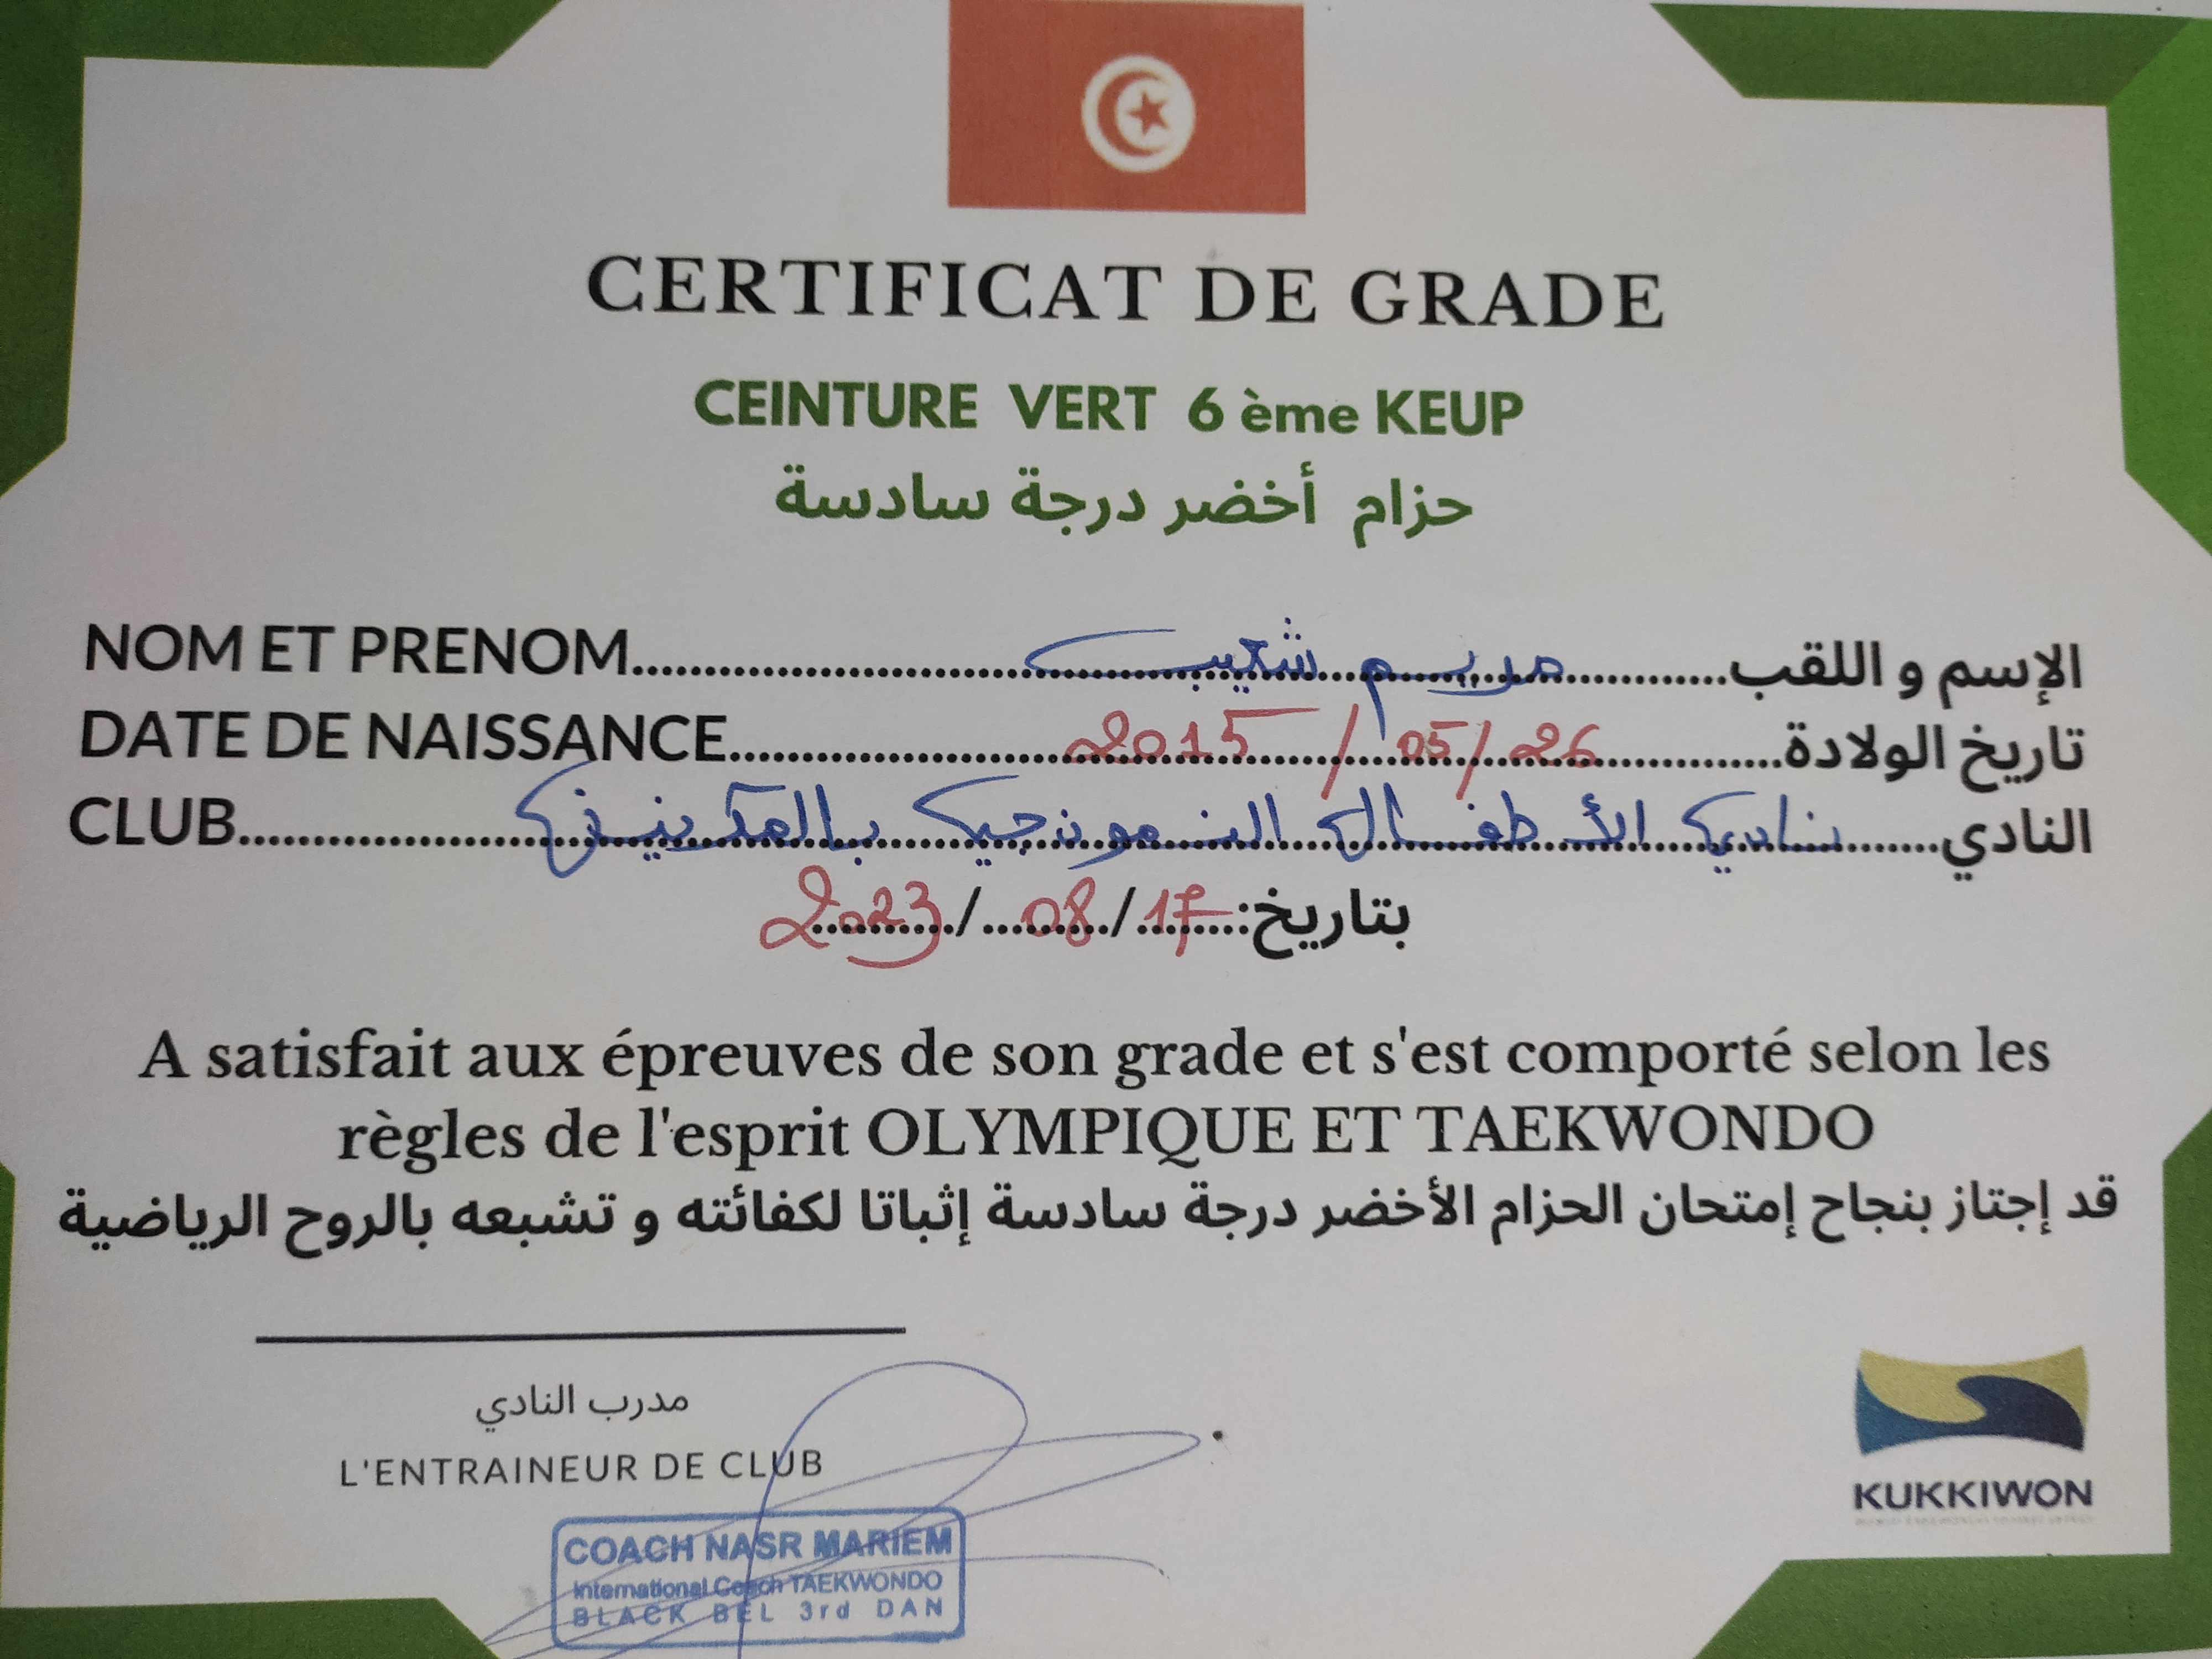 CERTIFICAT DE GRADE
CEINTURE VERT 6 ème KEUP
حزام أخضر درجة سادسة
NOM ET PRENOM.......... مريم شعيب .......... الإسم و اللقب
DATE DE NAISSANCE.......... 2015 / 05 / 26 .......... تاريخ الولادة
CLUB.......... نادي الأطفال النموذجي .......... النادي
بتاريخ: 17 / 08 / 2023
A satisfait aux épreuves de son grade et s'est comporté selon les
règles de l'esprit OLYMPIQUE ET TAEKWONDO
قد إجتاز بنجاح إمتحان الحزام الأخضر درجة سادسة إثباتا لكفائته و تشبعه بالروح الرياضية
مدرب النادي
L'ENTRAINEUR DE CLUB
COACH NASR MARIEM
International Coach TAEKWONDO
BLACK BEL 3rd DAN
KUKKIWON